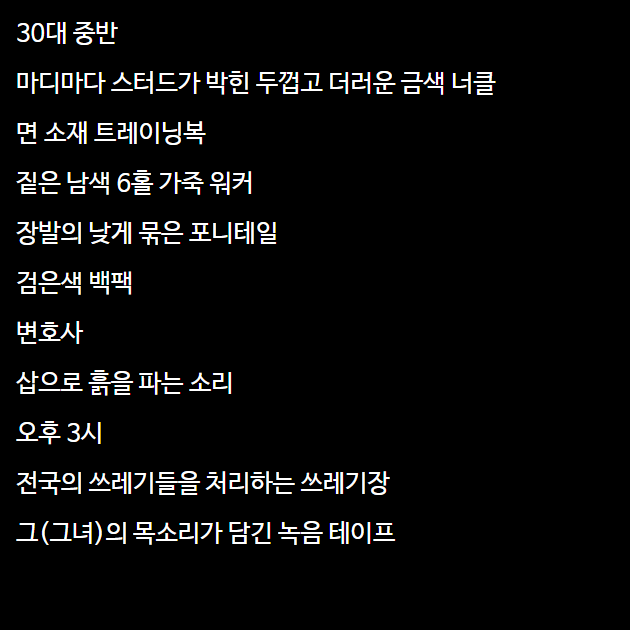 30대 중반
마디마다 스터드가 박힌 두껍고 더러운 금색 너클
면 소재 트레이닝복
짙은 남색 6홀 가죽 워커
장발의 낮게 묶은 포니테일
검은색 백팩
변호사
삽으로 흙을 파는 소리
오후 3시
전국의 쓰레기들을 처리하는 쓰레기장
그(그녀)의 목소리가 담긴 녹음 테이프